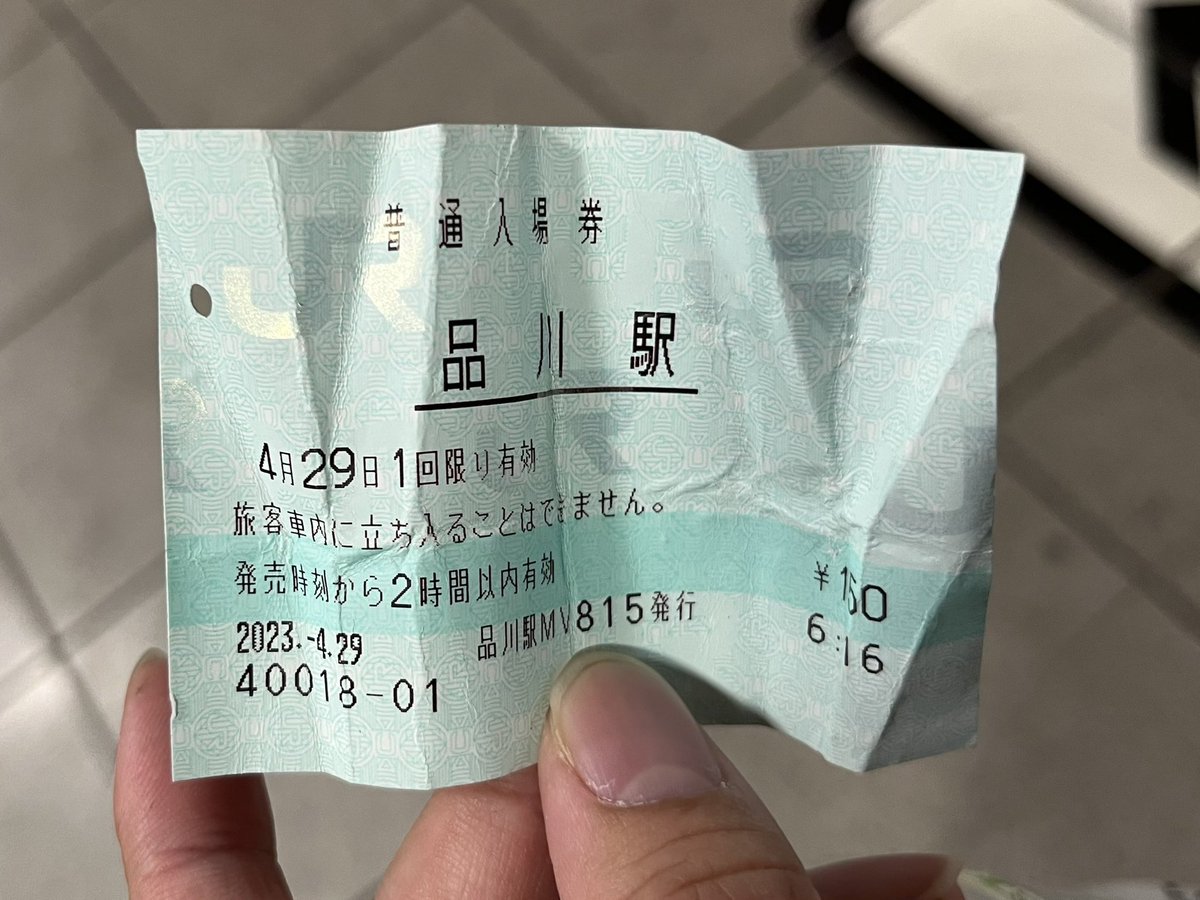 普通入場券
品川駅
4月29日1回限り有効
旅客車内に立ち入ることはできません。
発売時刻から2時間以内有効
¥150
2023.-4.29 品川駅MV815発行 6:16
40018-01
JR